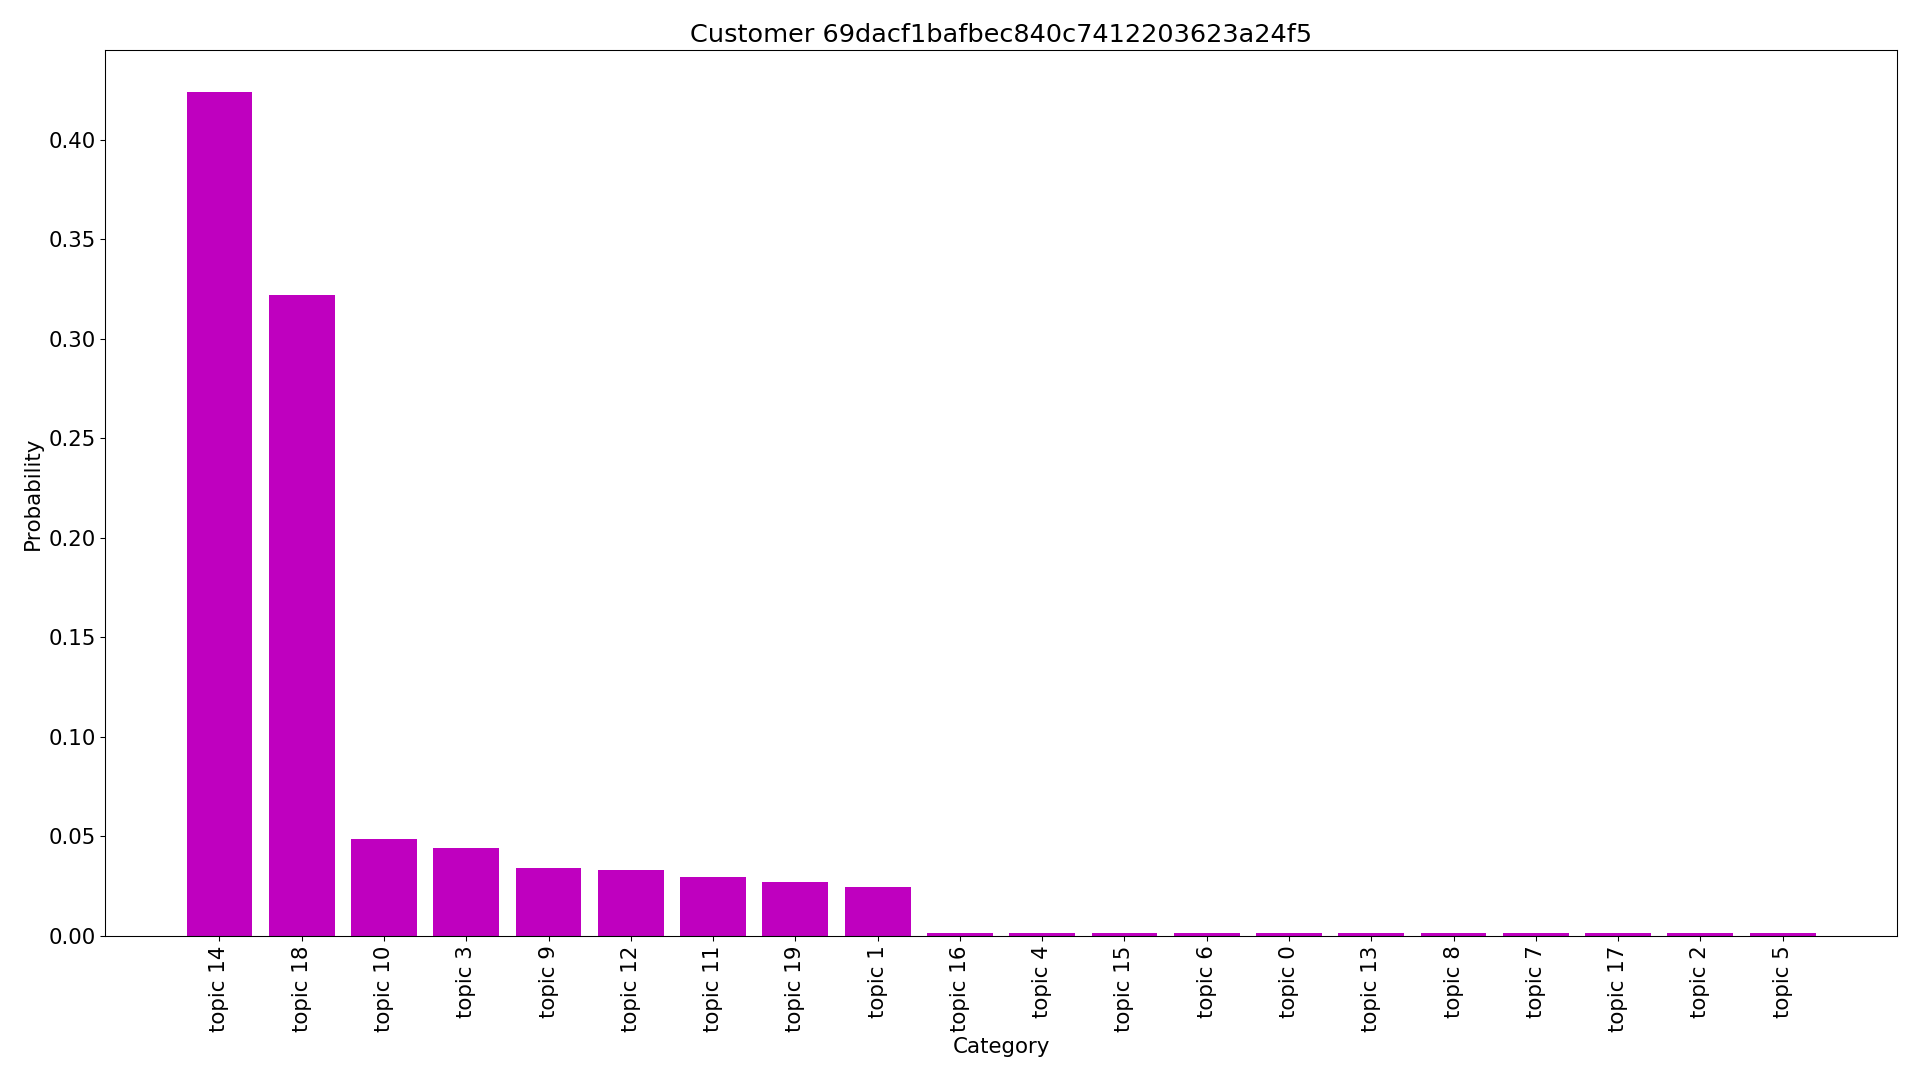 Customer 69dacf1bafbec840c7412203623a24f5
0.40
0.35
0.30
0.25
0.20
0.15
0.10
0.05
0.00
Probability
topic 14
topic 18
topic 10
topic 3
topic 9
topic 12
topic 11
topic 19
topic 1
topic 16
topic 4
topic 15
topic 6
topic 0
topic 13
topic 8
topic 7
topic 17
topic 2
topic 5
Category